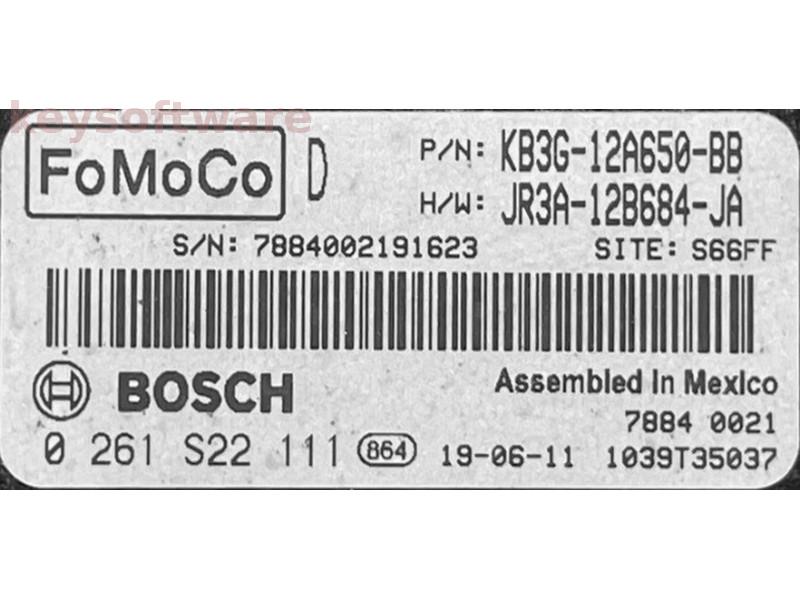 keysoftware
FoMoCo D P/N: KB3G-12A650-BB
H/W: JR3A-12B684-JA
S/N: 7884002191623 SITE: S66FF
BOSCH Assembled In Mexico
7884 0021
0 261 S22 111 864 19-06-11 1039T35037